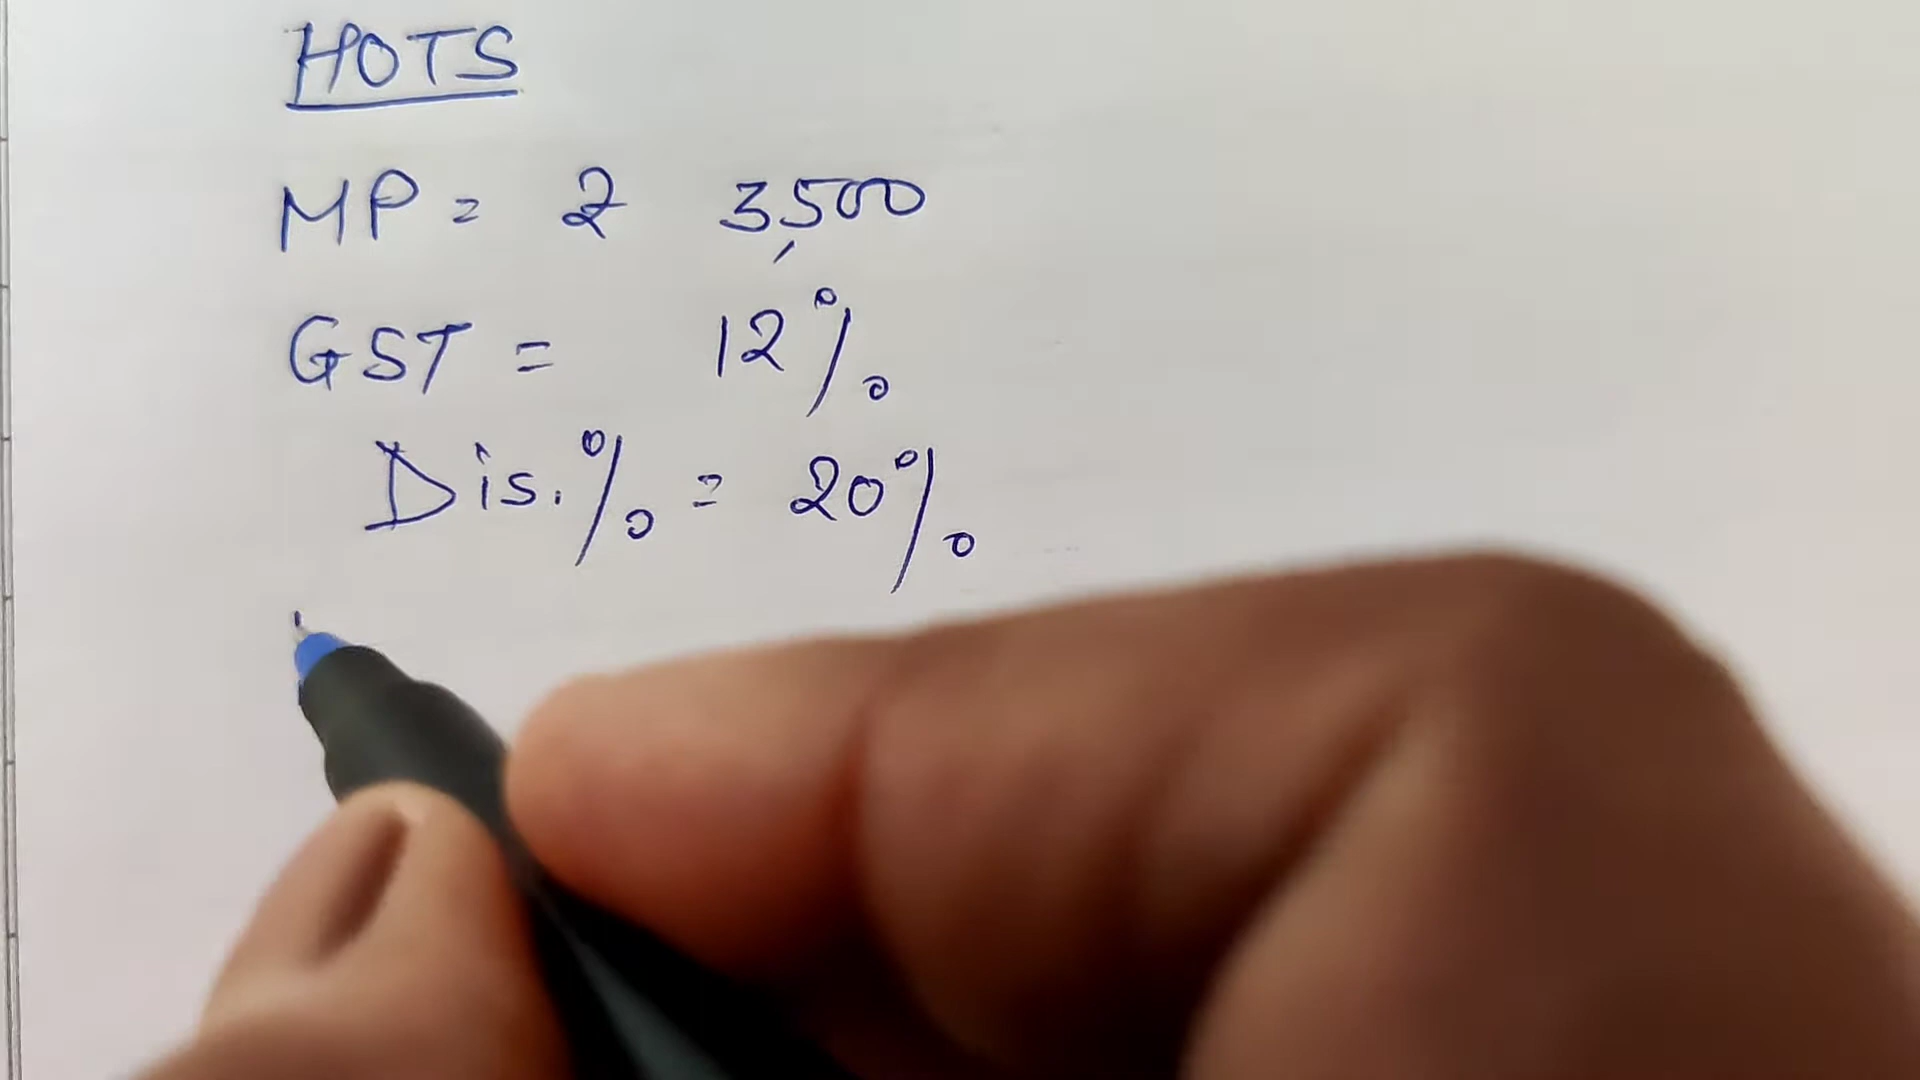 HOTS
MP = ₹ 3,500
GST = 12%
Dis.% = 20%